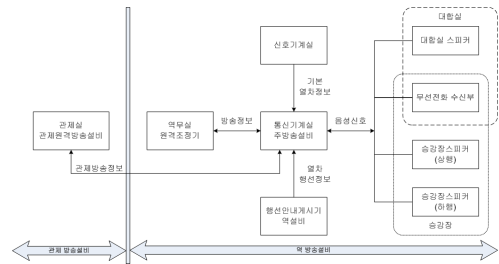 대합실
신호기계실
대합실 스피커
기본
열차정보
무선전화 수신부
관제실
관제원격방송설비
역무실
원격조정기
방송정보
통신기계실
주방송설비
음성신호
관제방송정보
열차
행선정보
승강장스피커
(상행)
행선안내게시기
역설비
승강장스피커
(하행)
승강장
관제 방송설비
역 방송설비